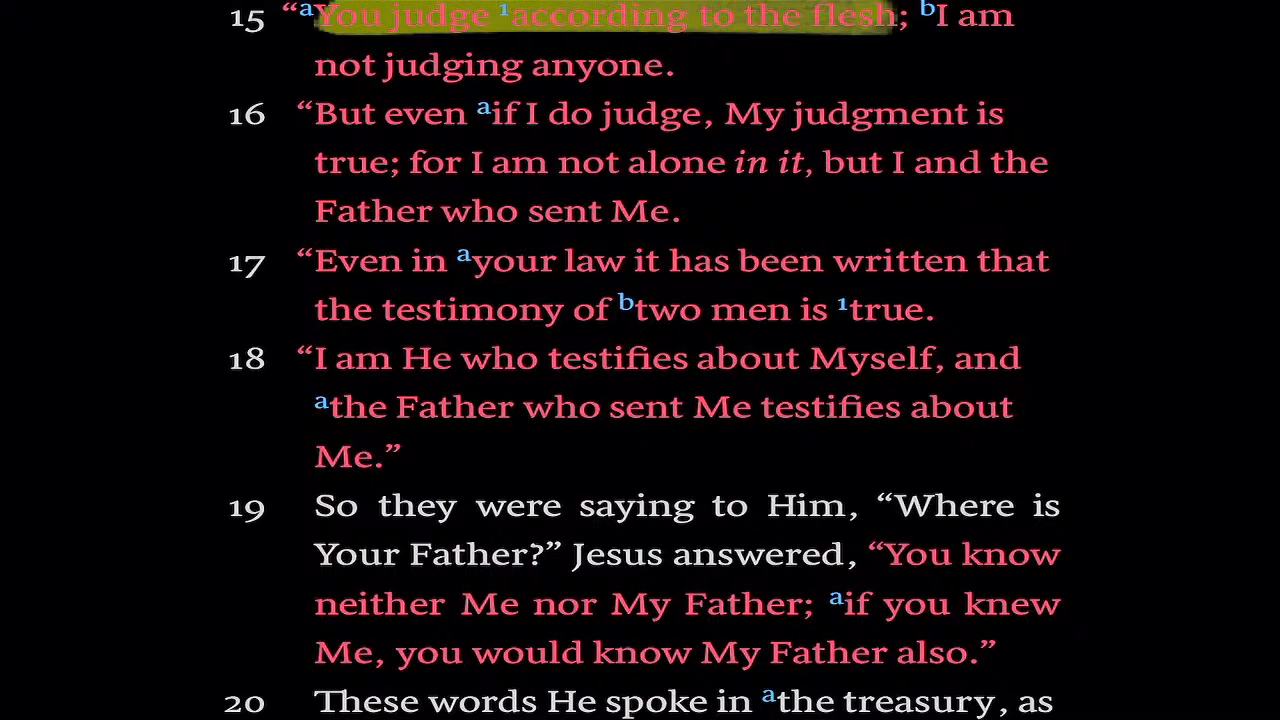 15 “aYou judge 1according to the flesh; bI am
not judging anyone.
16 “But even aif I do judge, My judgment is
true; for I am not alone in it, but I and the
Father who sent Me.
17 “Even in ayour law it has been written that
the testimony of btwo men is 1true.
18 “I am He who testifies about Myself, and
athe Father who sent Me testifies about
Me.”
19 So they were saying to Him, “Where is
Your Father?” Jesus answered, “You know
neither Me nor My Father; aif you knew
Me, you would know My Father also.”
20 These words He spoke in athe treasury, as